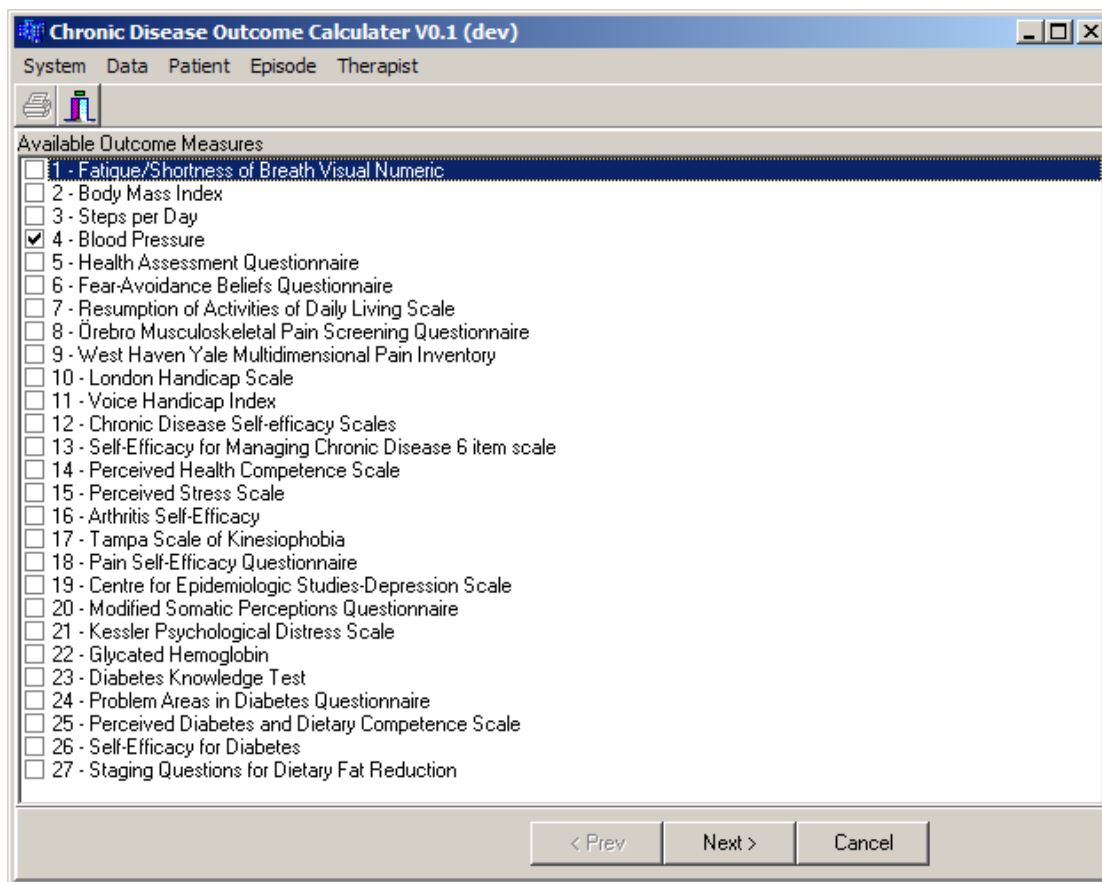 Chronic Disease Outcome Calculater V0.1 (dev)
System Data Patient Episode Therapist
Available Outcome Measures
1 - Fatigue/Shortness of Breath Visual Numeric
2 - Body Mass Index
3 - Steps per Day
4 - Blood Pressure
5 - Health Assessment Questionnaire
6 - Fear-Avoidance Beliefs Questionnaire
7 - Resumption of Activities of Daily Living Scale
8 - Örebro Musculoskeletal Pain Screening Questionnaire
9 - West Haven Yale Multidimensional Pain Inventory
10 - London Handicap Scale
11 - Voice Handicap Index
12 - Chronic Disease Self-efficacy Scales
13 - Self-Efficacy for Managing Chronic Disease 6 item scale
14 - Perceived Health Competence Scale
15 - Perceived Stress Scale
16 - Arthritis Self-Efficacy
17 - Tampa Scale of Kinesiophobia
18 - Pain Self-Efficacy Questionnaire
19 - Centre for Epidemiologic Studies-Depression Scale
20 - Modified Somatic Perceptions Questionnaire
21 - Kessler Psychological Distress Scale
22 - Glycated Hemoglobin
23 - Diabetes Knowledge Test
24 - Problem Areas in Diabetes Questionnaire
25 - Perceived Diabetes and Dietary Competence Scale
26 - Self-Efficacy for Diabetes
27 - Staging Questions for Dietary Fat Reduction
< Prev Next > Cancel